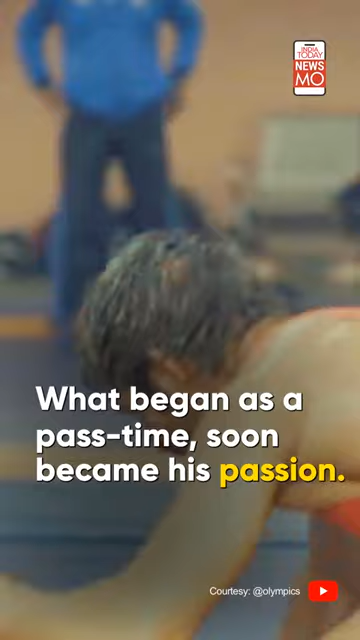 INDIA
TODAY
NEWS
MO
What began as a
pass-time, soon
became his passion.
Courtesy: @olympics